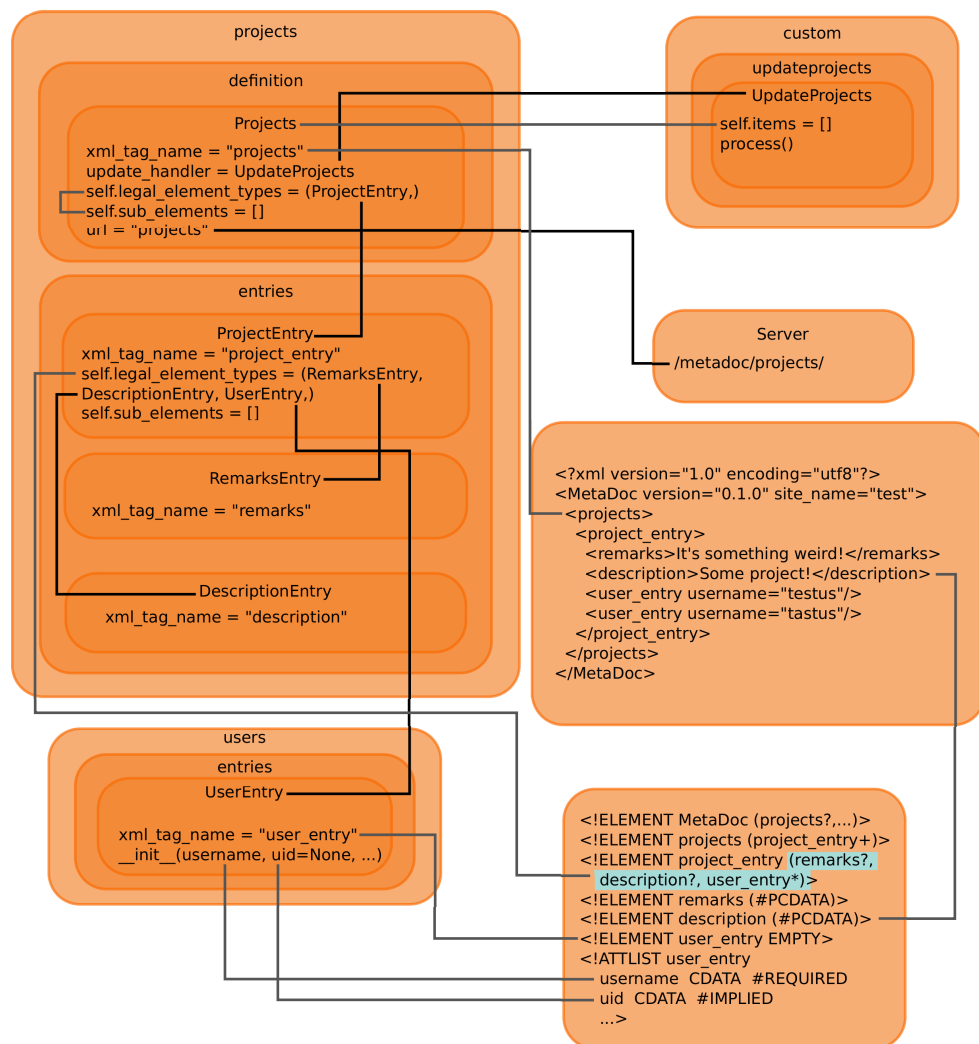 projects
definition
Projects
xml_tag_name = "projects"
update_handler = UpdateProjects
self.legal_element_types = (ProjectEntry,)
self.sub_elements = []
url = "projects"
entries
ProjectEntry
xml_tag_name = "project_entry"
self.legal_element_types = (RemarksEntry,
DescriptionEntry, UserEntry,)
self.sub_elements = []
RemarksEntry
xml_tag_name = "remarks"
DescriptionEntry
xml_tag_name = "description"
users
entries
UserEntry
xml_tag_name = "user_entry"
__init__(username, uid=None, ...)
custom
updateprojects
UpdateProjects
self.items = []
process()
Server
/metadoc/projects/
<?xml version="1.0" encoding="utf8"?>
<MetaDoc version="0.1.0" site_name="test">
<projects>
<project_entry>
<remarks>It's something weird!</remarks>
<description>Some project!</description>
<user_entry username="testus"/>
<user_entry username="tastus"/>
</project_entry>
</projects>
</MetaDoc>
<!ELEMENT MetaDoc (projects?,...)>
<!ELEMENT projects (project_entry+)>
<!ELEMENT project_entry (remarks?,
description?, user_entry*)>
<!ELEMENT remarks (#PCDATA)>
<!ELEMENT description (#PCDATA)>
<!ELEMENT user_entry EMPTY>
<!ATTLIST user_entry
username CDATA #REQUIRED
uid CDATA #IMPLIED
...>